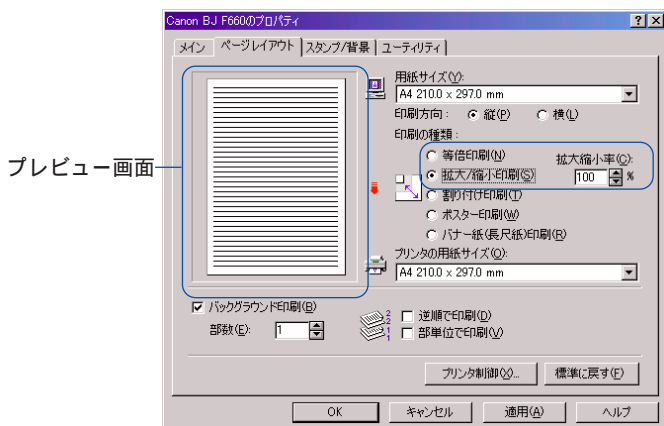 Canon BJ F660のプロパティ
メイン ページレイアウト スタンプ/背景 ユーティリティ
用紙サイズ(Y):
A4 210.0 x 297.0 mm
印刷方向: 縦(P) 横(L)
印刷の種類:
等倍印刷(N) 拡大縮小率(C):
拡大/縮小印刷(S) 100 %
プレビュー画面
割り付け印刷(T)
ポスター印刷(W)
バナー紙(長尺紙)印刷(R)
プリンタの用紙サイズ(O):
A4 210.0 x 297.0 mm
バックグラウンド印刷(B)
部数(E): 1
2 2 逆順で印刷(D)
1 1 部単位で印刷(V)
プリンタ制御(X)... 標準に戻す(F)
OK キャンセル 適用(A) ヘルプ